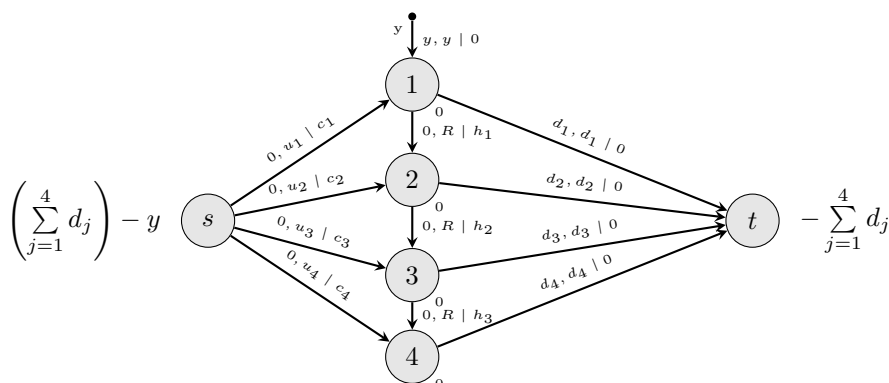 y
y, y | 0
1
0
0, u₁ | c₁
0, R | h₁
d₁, d₁ | 0
2
0
0, u₂ | c₂
d₂, d₂ | 0
(∑_{j=1}^{4} d_j) − y
s
0, R | h₂
t
− ∑_{j=1}^{4} d_j
0, u₃ | c₃
d₃, d₃ | 0
3
0
0, u₄ | c₄
0, R | h₃
d₄, d₄ | 0
4
0